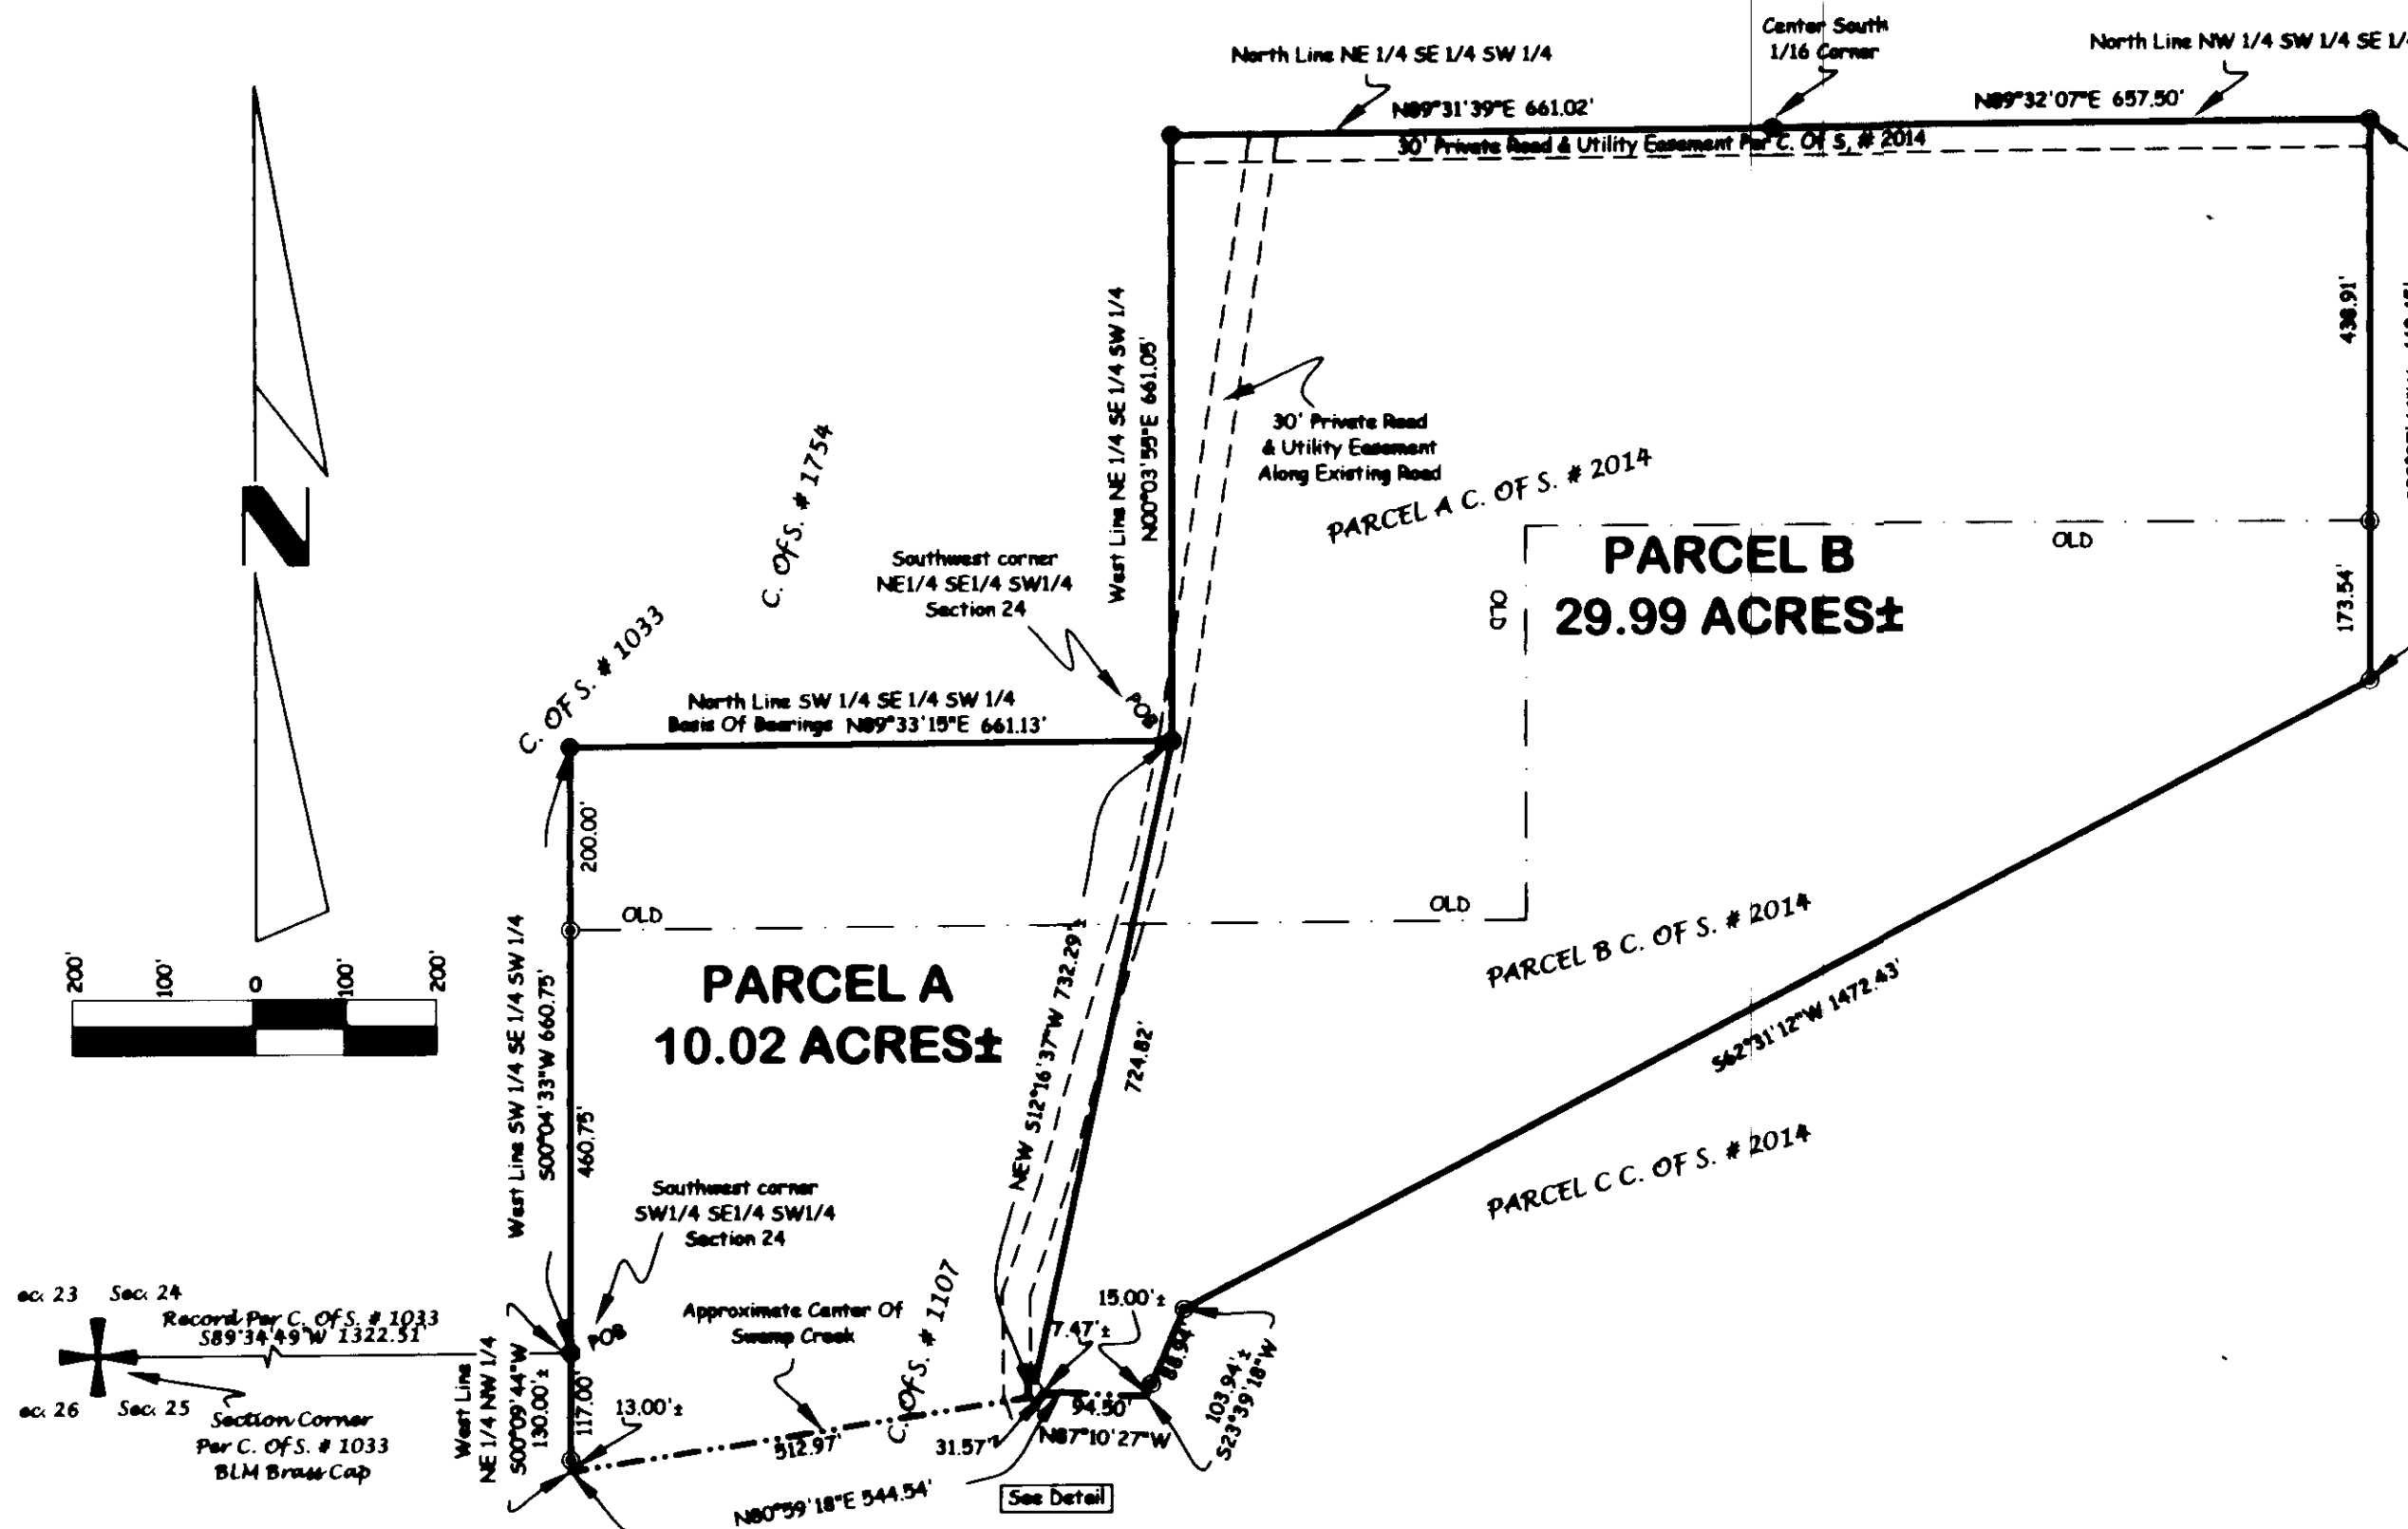 Center South
1/16 Corner
North Line NE 1/4 SE 1/4 SW 1/4
North Line NW 1/4 SW 1/4 SE 1/4
N89°31'39"E 661.02'
N89°32'07"E 657.50'
30' Private Road & Utility Easement Per C. Of S. # 2014
West Line NE 1/4 SE 1/4 SW 1/4
N00°03'55"E 661.05'
438.91'
173.54'
30' Private Road
& Utility Easement
Along Existing Road
PARCEL A C. OF S. # 2014
C. OF S. # 1754
C. OF S. # 1033
Southwest corner
NE1/4 SE1/4 SW1/4
Section 24
POB
OLD
OLD
PARCEL B
29.99 ACRES±
N
North Line SW 1/4 SE 1/4 SW 1/4
Basis Of Bearings N89°33'15"E 661.13'
200.00'
OLD
OLD
PARCEL B C. OF S. # 2014
200' 100' 0 100' 200'
PARCEL A
10.02 ACRES±
West Line SW 1/4 SE 1/4 SW 1/4
S00°04'33"W 660.75'
460.75'
NEW S12°16'37"W 732.29'±
724.82'
S62°31'12"W 1472.43'
PARCEL C C. OF S. # 2014
Southwest corner
SW1/4 SE1/4 SW1/4
Section 24
POB
ec. 23 Sec. 24
Record Per C. Of S. # 1033
S89°34'49"W 1322.51'
ec. 26 Sec. 25
Section Corner
Per C. Of S. # 1033
BLM Brass Cap
West Line
NE 1/4 NW 1/4
S00°09'44"W
130.00'±
117.00'
13.00'±
Approximate Center Of
Swamp Creek
C. OF S. # 1107
512.97'
31.57'
N80°59'18"E 544.54'
7.47'±
15.00'±
88.94'
103.94'±
S23°39'18"W
94.50'
N87°10'27"W
See Detail